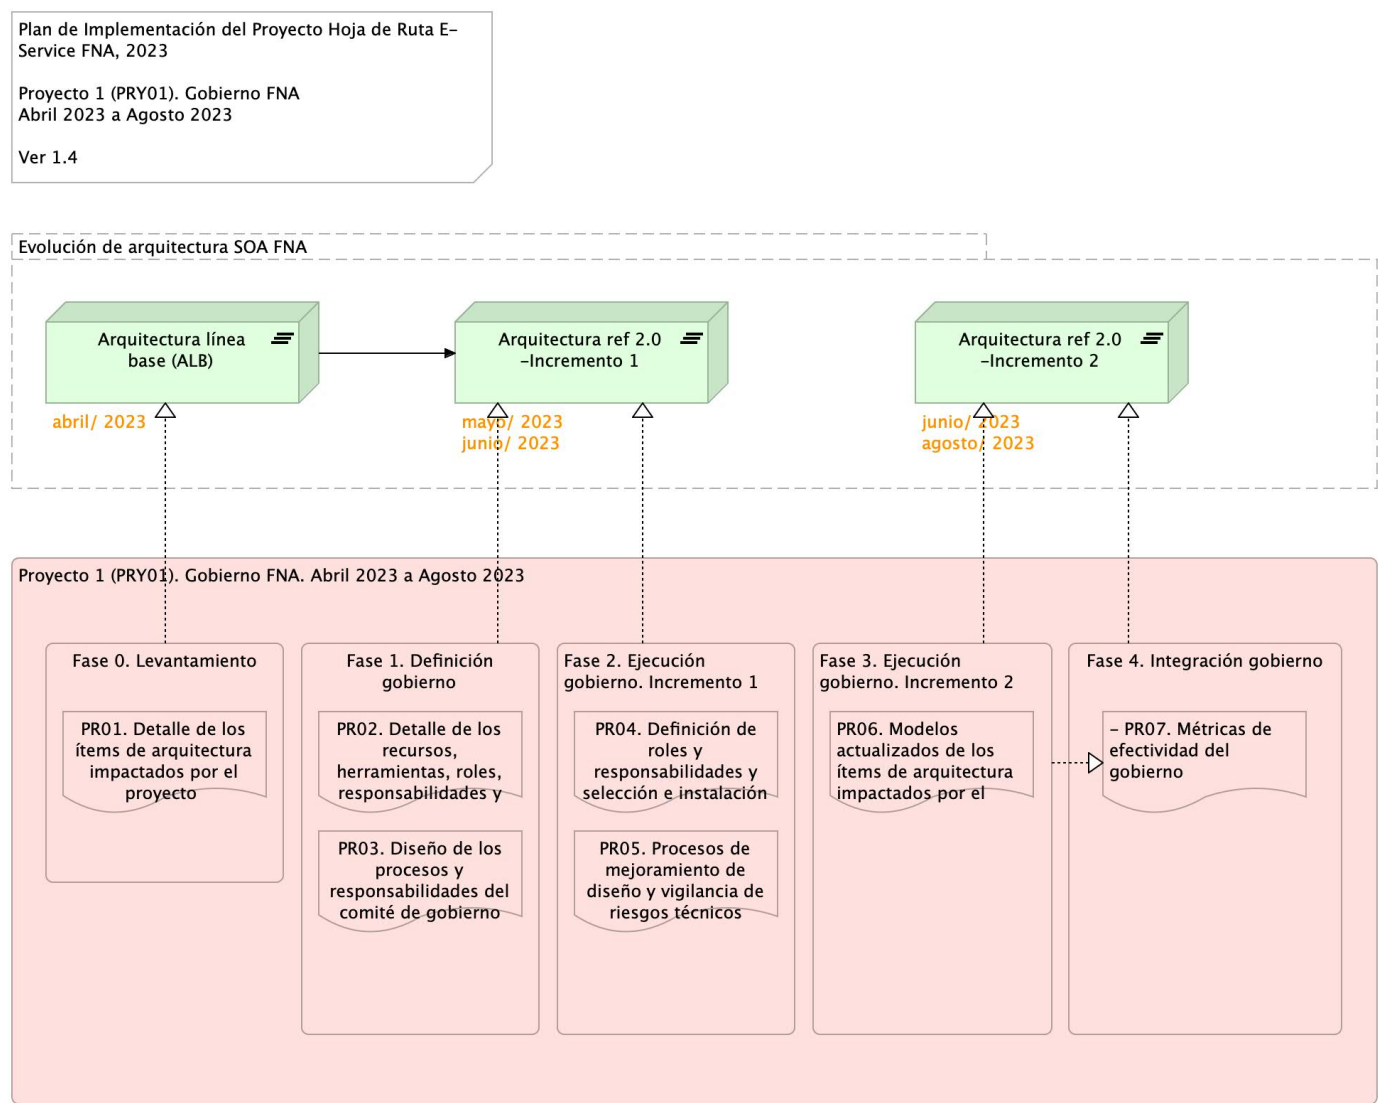 Plan de Implementación del Proyecto Hoja de Ruta E-
Service FNA, 2023
Proyecto 1 (PRY01). Gobierno FNA
Abril 2023 a Agosto 2023
Ver 1.4
Evolución de arquitectura SOA FNA
Arquitectura línea
base (ALB)
Arquitectura ref 2.0
-Incremento 1
Arquitectura ref 2.0
-Incremento 2
abril/ 2023
mayo/ 2023
junio/ 2023
junio/ 2023
agosto/ 2023
Proyecto 1 (PRY01). Gobierno FNA. Abril 2023 a Agosto 2023
Fase 0. Levantamiento
PR01. Detalle de los
ítems de arquitectura
impactados por el
proyecto
Fase 1. Definición
gobierno
PR02. Detalle de los
recursos,
herramientas, roles,
responsabilidades y
PR03. Diseño de los
procesos y
responsabilidades del
comité de gobierno
Fase 2. Ejecución
gobierno. Incremento 1
PR04. Definición de
roles y
responsabilidades y
selección e instalación
PR05. Procesos de
mejoramiento de
diseño y vigilancia de
riesgos técnicos
Fase 3. Ejecución
gobierno. Incremento 2
PR06. Modelos
actualizados de los
ítems de arquitectura
impactados por el
Fase 4. Integración gobierno
- PR07. Métricas de
efectividad del
gobierno